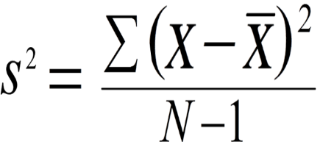 s² = ∑(X − X̅)² / (N − 1)